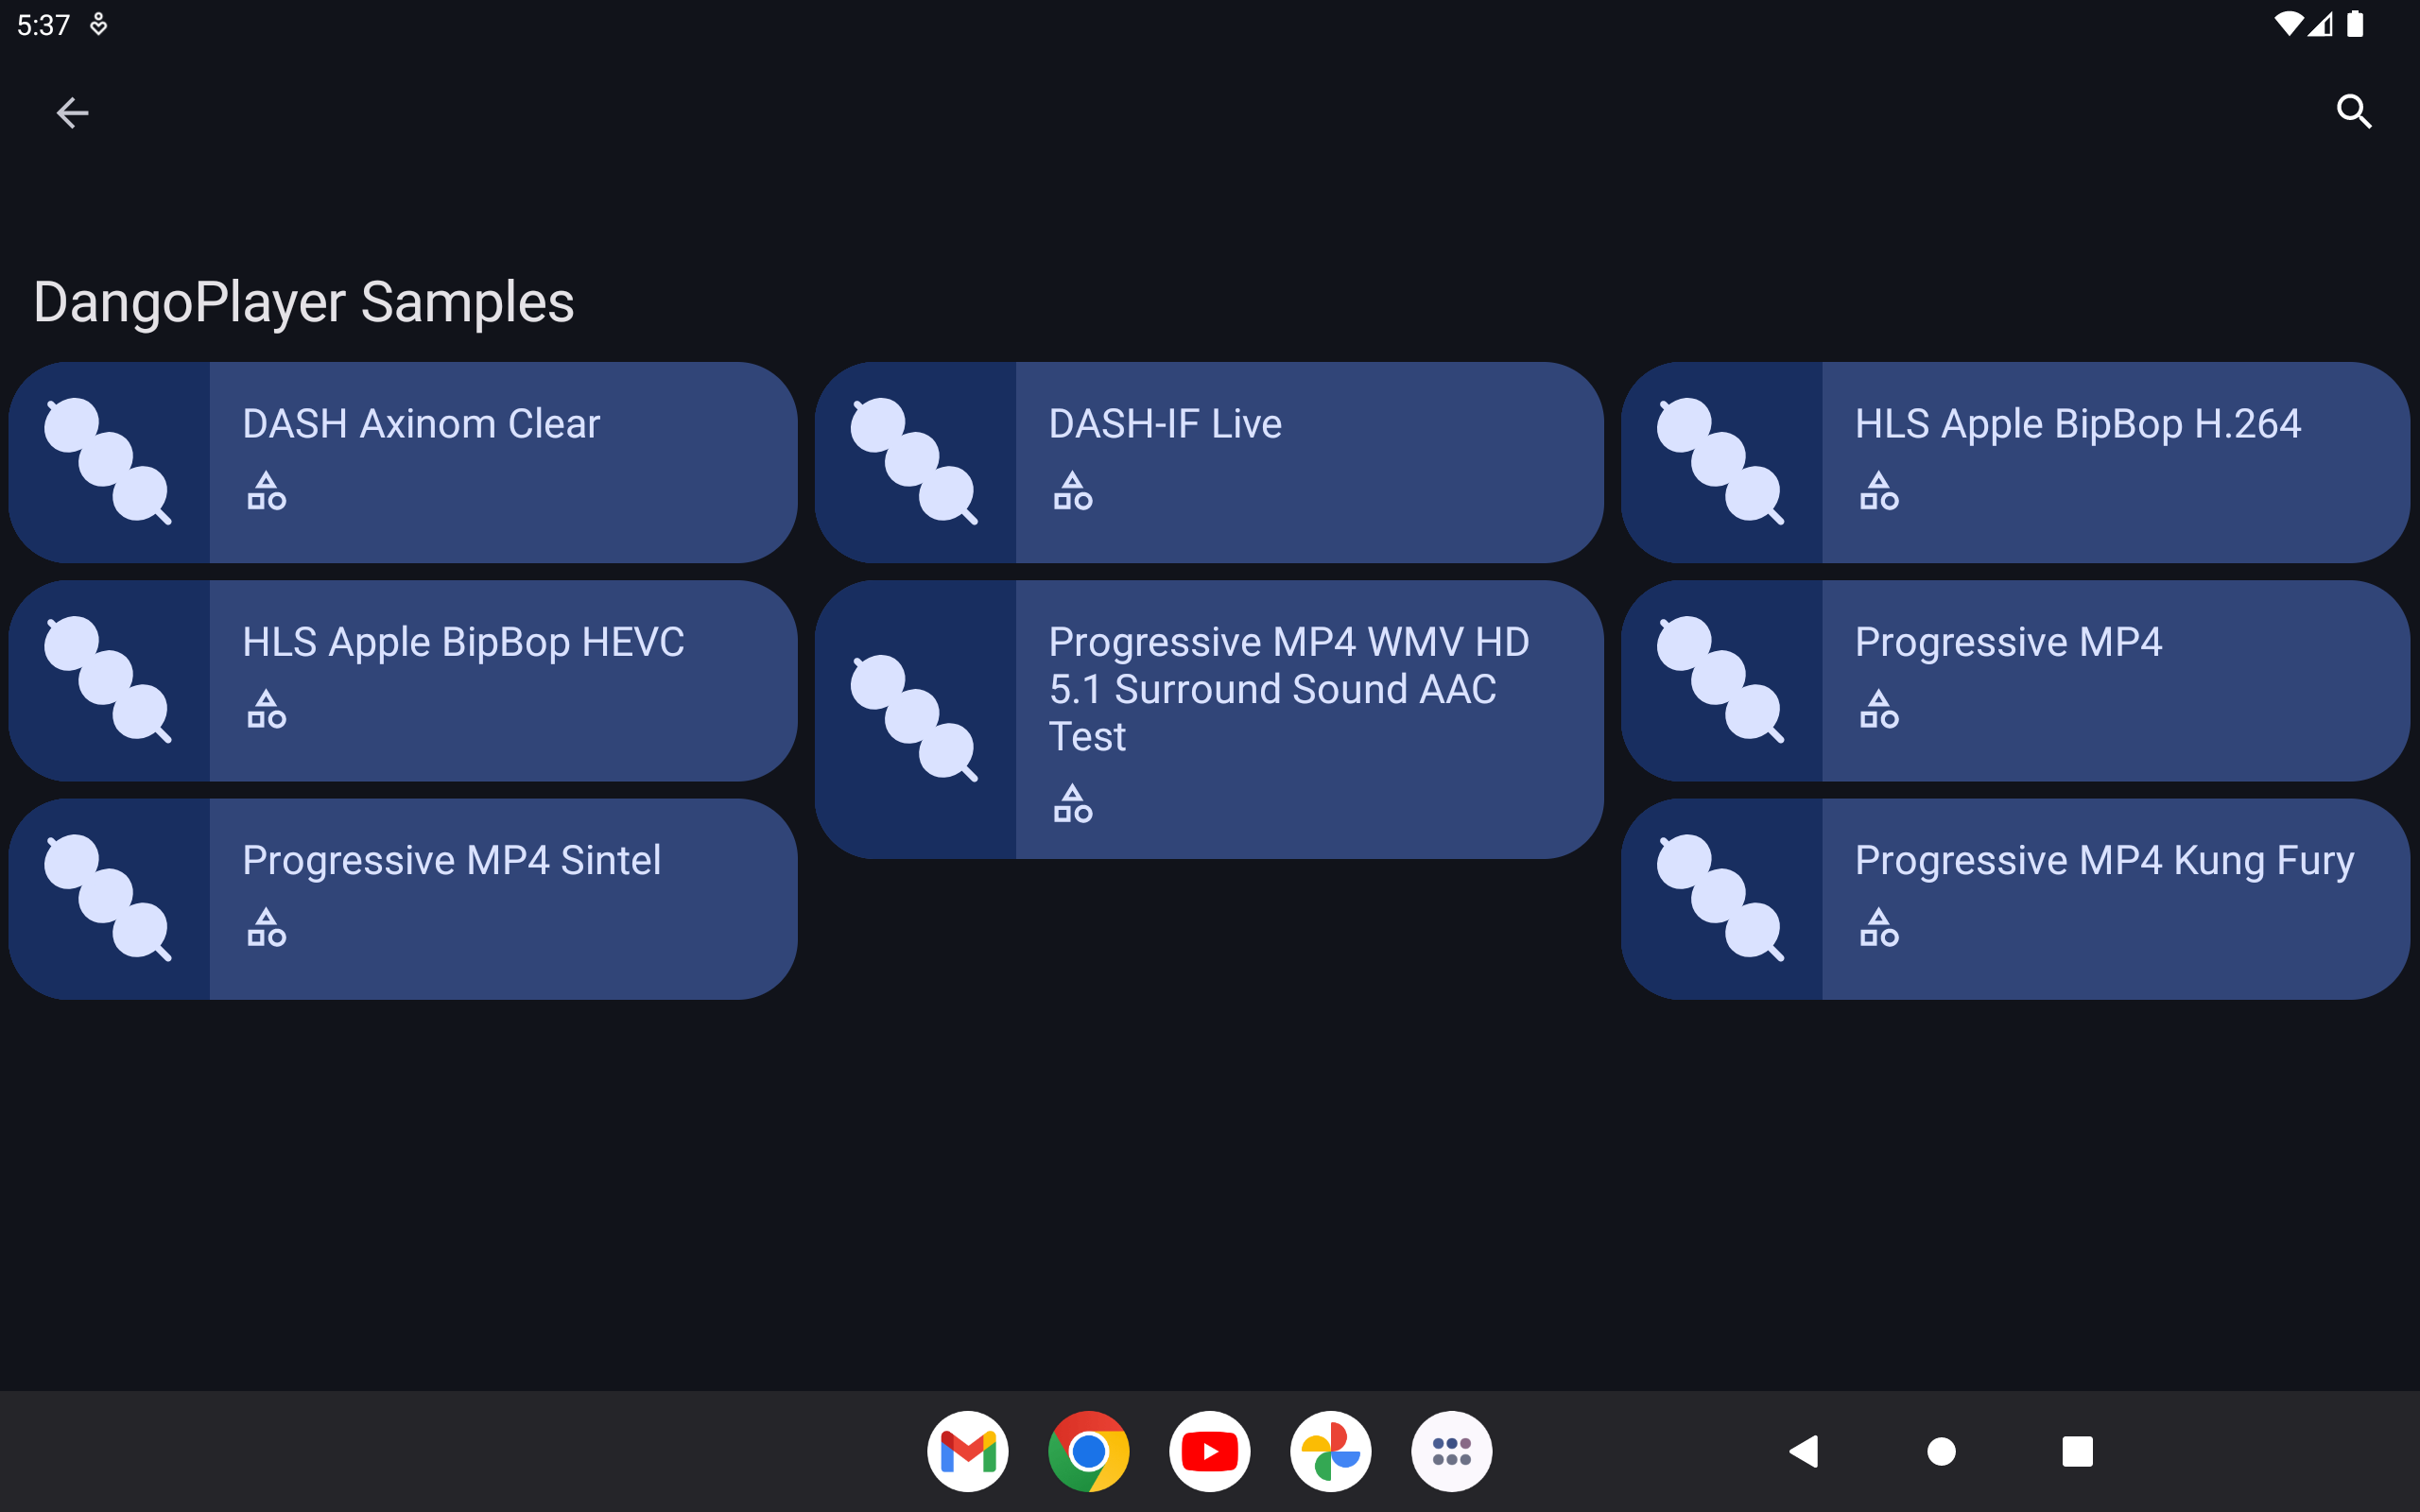 5:37
DangoPlayer Samples
DASH Axinom Clear
DASH-IF Live
HLS Apple BipBop H.264
HLS Apple BipBop HEVC
Progressive MP4 WMV HD
5.1 Surround Sound AAC
Test
Progressive MP4
Progressive MP4 Sintel
Progressive MP4 Kung Fury